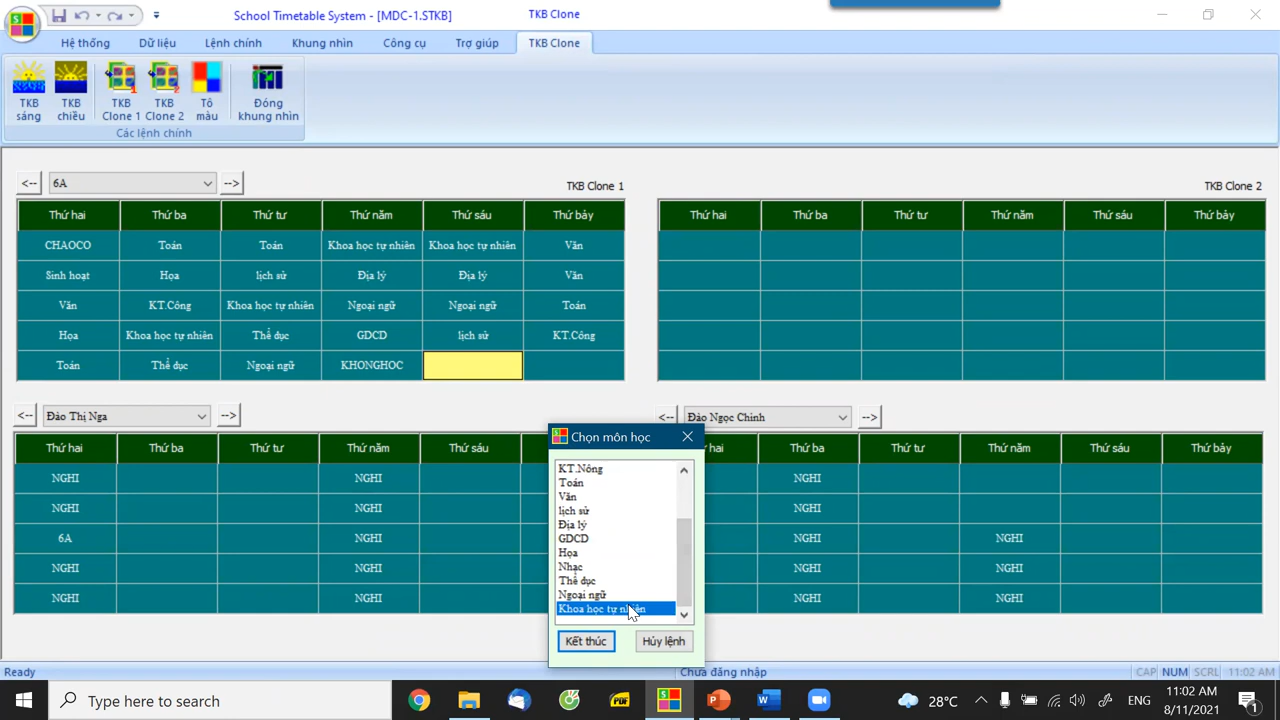 School Timetable System - [MDC-1.STKB]
TKB Clone
Hệ thống
Dữ liệu
Lệnh chính
Khung nhìn
Công cụ
Trợ giúp
TKB Clone
TKB sáng
TKB chiều
TKB Clone 1
TKB Clone 2
Tô màu
Đóng khung nhìn
Các lệnh chính
<-- 6A -->
TKB Clone 1
TKB Clone 2
Thứ hai Thứ ba Thứ tư Thứ năm Thứ sáu Thứ bảy
CHAOCO Toán Toán Khoa học tự nhiên Khoa học tự nhiên Văn
Sinh hoạt Họa lịch sử Địa lý Địa lý Văn
Văn KT.Công Khoa học tự nhiên Ngoại ngữ Ngoại ngữ Toán
Họa Khoa học tự nhiên Thể dục GDCD lịch sử KT.Công
Toán Thể dục Ngoại ngữ KHONGHOC
Thứ hai Thứ ba Thứ tư Thứ năm Thứ sáu Thứ bảy
<-- Đào Thị Nga -->
Thứ hai Thứ ba Thứ tư Thứ năm Thứ sáu
NGHI NGHI
NGHI NGHI
6A NGHI
NGHI NGHI
NGHI NGHI
<-- Đào Ngọc Chinh -->
hai Thứ ba Thứ tư Thứ năm Thứ sáu Thứ bảy
NGHI
NGHI
NGHI NGHI
NGHI NGHI
NGHI NGHI
Chọn môn học
KT.Nông
Toán
Văn
lịch sử
Địa lý
GDCD
Họa
Nhạc
Thể dục
Ngoại ngữ
Khoa học tự nhiên
Kết thúc
Hủy lệnh
Ready
Chưa đăng nhập
CAP NUM SCRL 11:02 AM
Type here to search
PDF
28°C
ENG
11:02 AM
8/11/2021
1